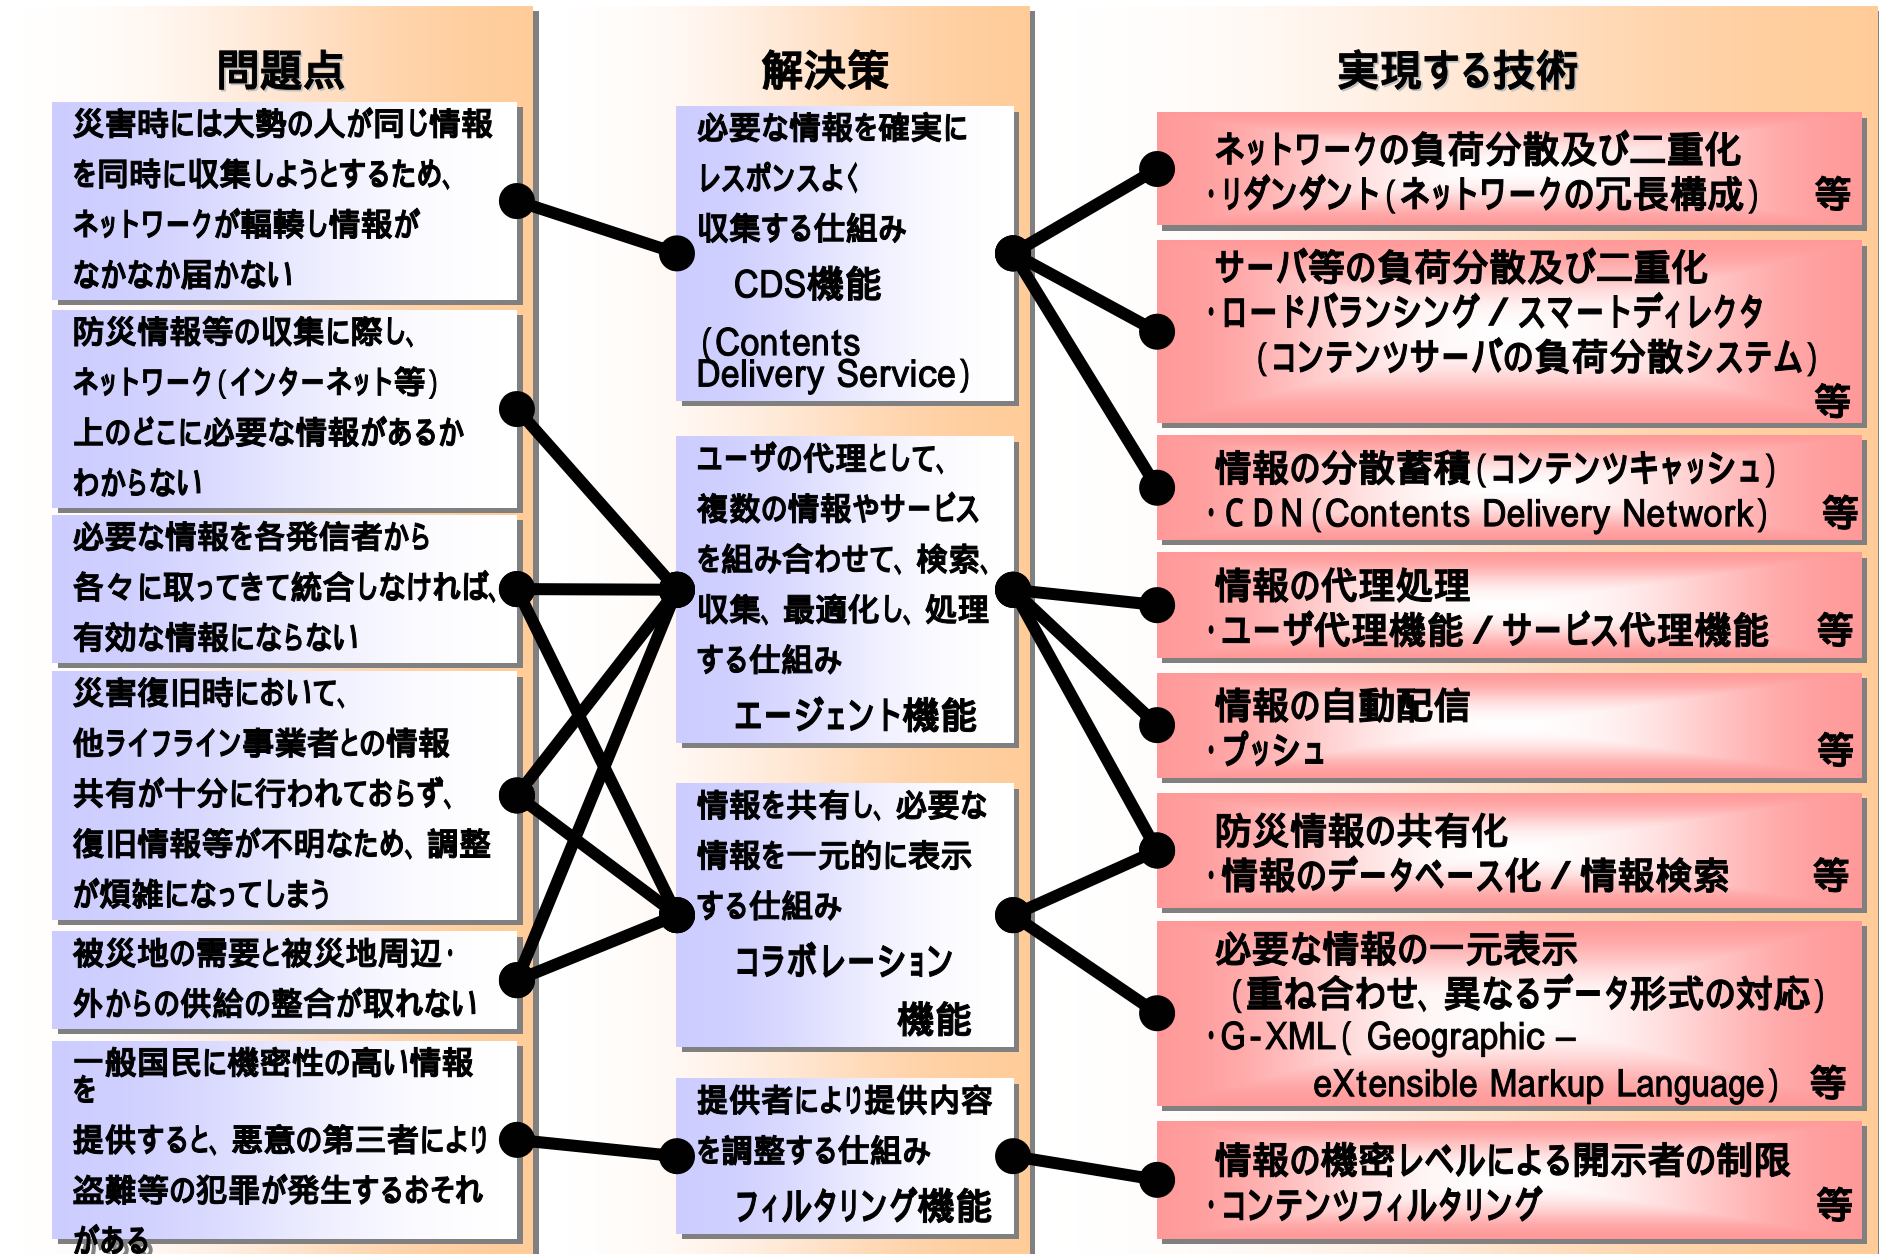 問題点
災害時には大勢の人が同じ情報
を同時に収集しようとするため、
ネットワークが輻輳し情報が
なかなか届かない
防災情報等の収集に際し、
ネットワーク(インターネット等)
上のどこに必要な情報があるか
わからない
必要な情報を各発信者から
各々に取ってきて統合しなければ、
有効な情報にならない
災害復旧時において、
他ライフライン事業者との情報
共有が十分に行われておらず、
復旧情報等が不明なため、調整
が煩雑になってしまう
被災地の需要と被災地周辺・
外からの供給の整合が取れない
一般国民に機密性の高い情報
を
提供すると、悪意の第三者により
盗難等の犯罪が発生するおそれ
がある
解決策
必要な情報を確実に
レスポンスよく
収集する仕組み
CDS機能
(Contents
Delivery Service)
ユーザの代理として、
複数の情報やサービス
を組み合わせて、検索、
収集、最適化し、処理
する仕組み
エージェント機能
情報を共有し、必要な
情報を一元的に表示
する仕組み
コラボレーション
機能
提供者により提供内容
を調整する仕組み
フィルタリング機能
実現する技術
ネットワークの負荷分散及び二重化
・リダンダント(ネットワークの冗長構成) 等
サーバ等の負荷分散及び二重化
・ロードバランシング / スマートディレクタ
(コンテンツサーバの負荷分散システム)
等
情報の分散蓄積(コンテンツキャッシュ)
・CDN(Contents Delivery Network) 等
情報の代理処理
・ユーザ代理機能 / サービス代理機能 等
情報の自動配信
・プッシュ 等
防災情報の共有化
・情報のデータベース化 / 情報検索 等
必要な情報の一元表示
(重ね合わせ、異なるデータ形式の対応)
・G-XML( Geographic –
eXtensible Markup Language) 等
情報の機密レベルによる開示者の制限
・コンテンツフィルタリング 等